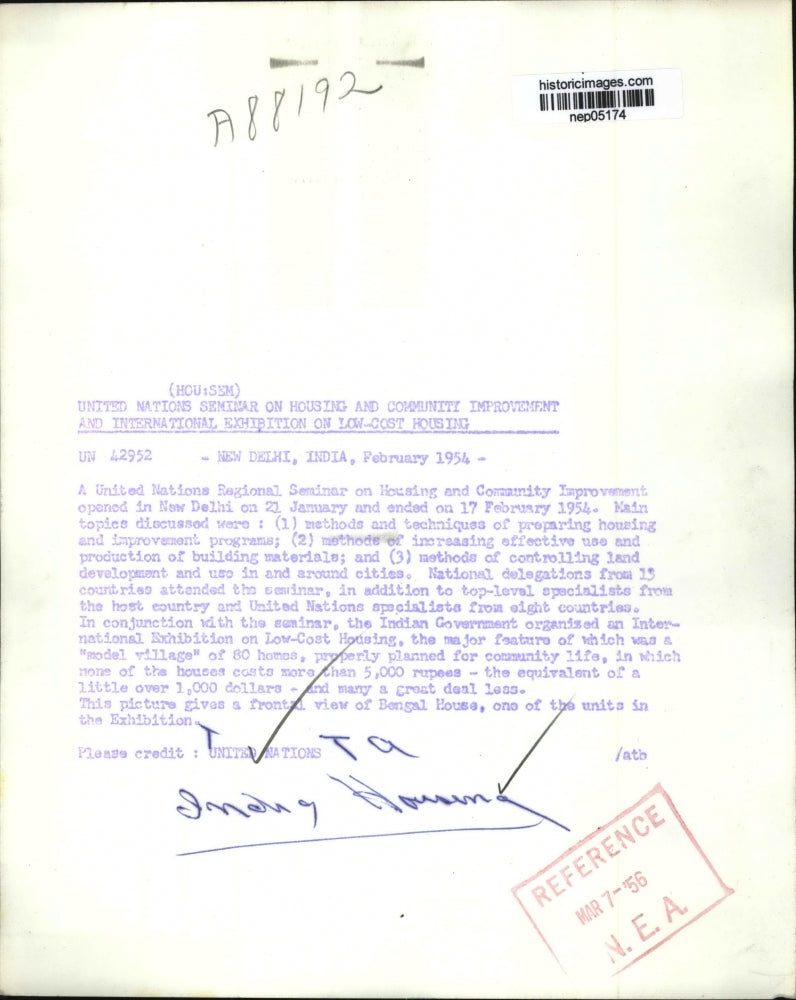 A88192
historicimages.com
nep05174
(HOU:SEM)
UNITED NATIONS SEMINAR ON HOUSING AND COMMUNITY IMPROVEMENT
AND INTERNATIONAL EXHIBITION ON LOW-COST HOUSING
UN 42952 - NEW DELHI, INDIA, February 1954 -
A United Nations Regional Seminar on Housing and Community Improvement
opened in New Delhi on 21 January and ended on 17 February 1954. Main
topics discussed were : (1) methods and techniques of preparing housing
and improvement programs; (2) methods of increasing effective use and
production of building materials; and (3) methods of controlling land
development and use in and around cities. National delegations from 13
countries attended the seminar, in addition to top-level specialists from
the host country and United Nations specialists from eight countries.
In conjunction with the seminar, the Indian Government organized an Inter-
national Exhibition on Low-Cost Housing, the major feature of which was a
"model village" of 80 homes, properly planned for community life, in which
none of the houses costs more than 5,000 rupees - the equivalent of a
little over 1,000 dollars - and many a great deal less.
This picture gives a frontal view of Bengal House, one of the units in
the Exhibition.
Please credit : UNITED NATIONS /atb
India Housing
REFERENCE
MAR 7-'56
N.E.A.